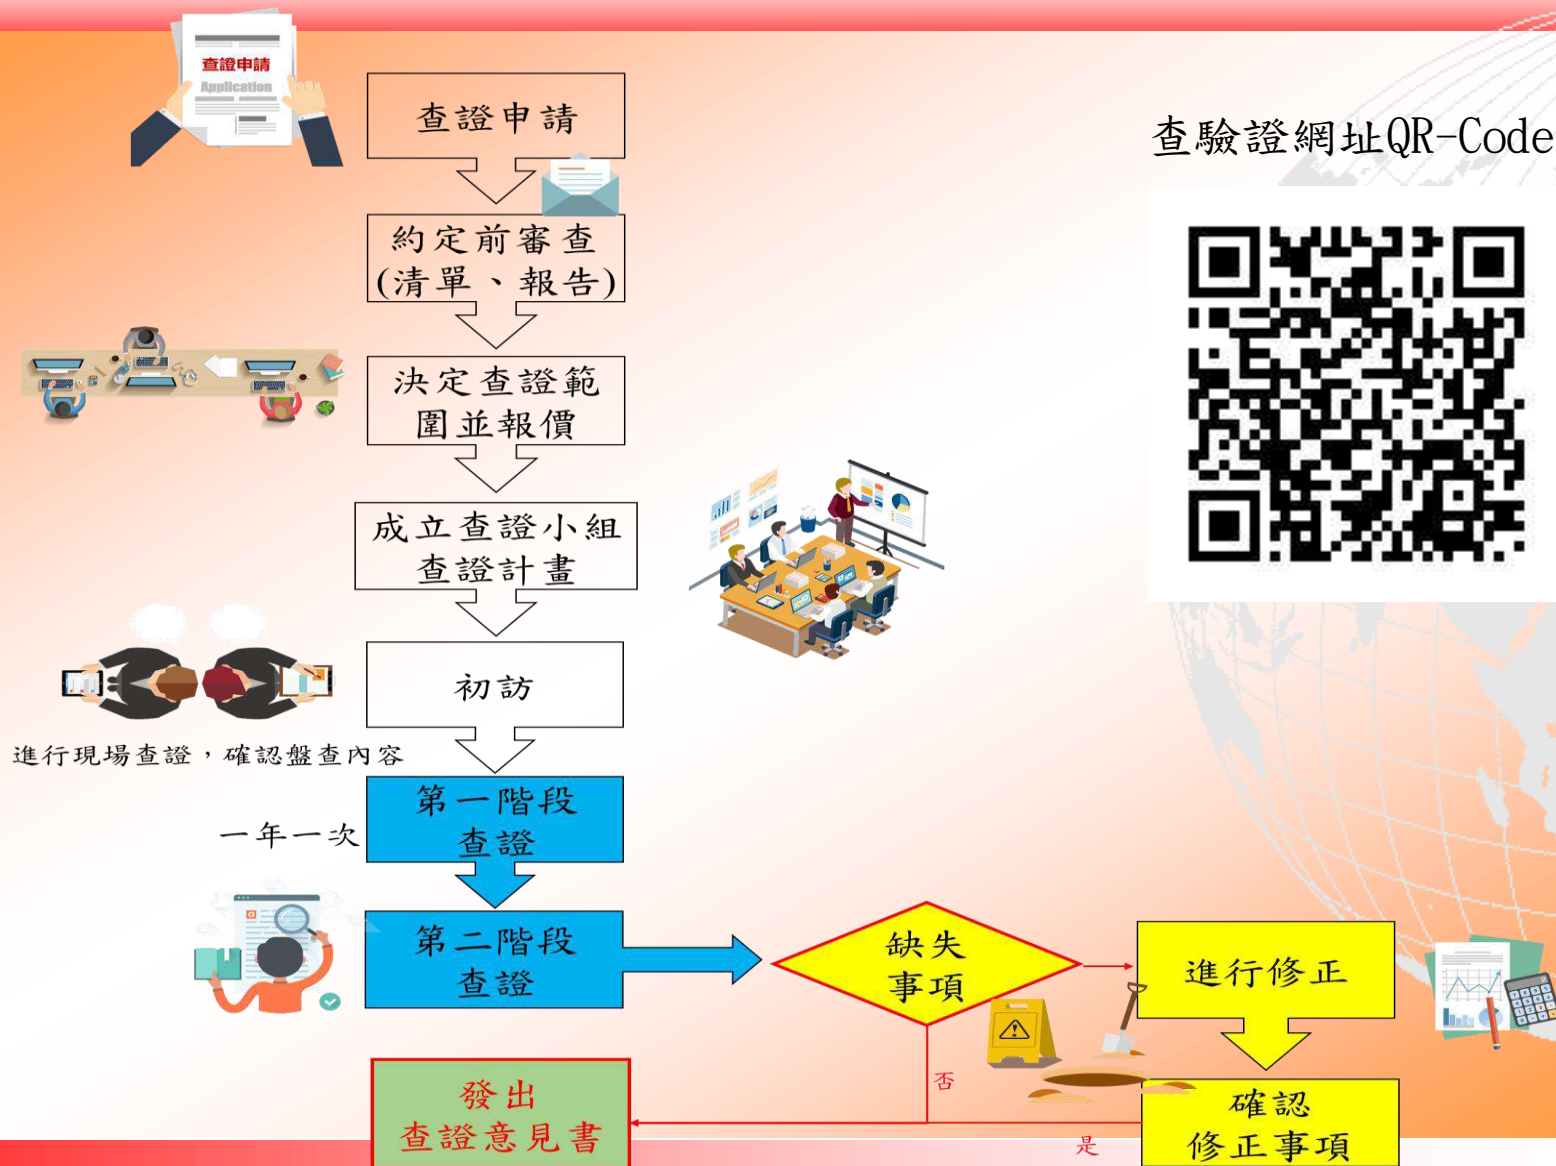 查證申請
Application
查證申請
查驗證網址QR-Code
約定前審查
(清單、報告)
決定查證範
圍並報價
成立查證小組
查證計畫
初訪
進行現場查證，確認盤查內容
第一階段
查證
一年一次
第二階段
查證
缺失
事項
進行修正
否
發出
查證意見書
確認
修正事項
是